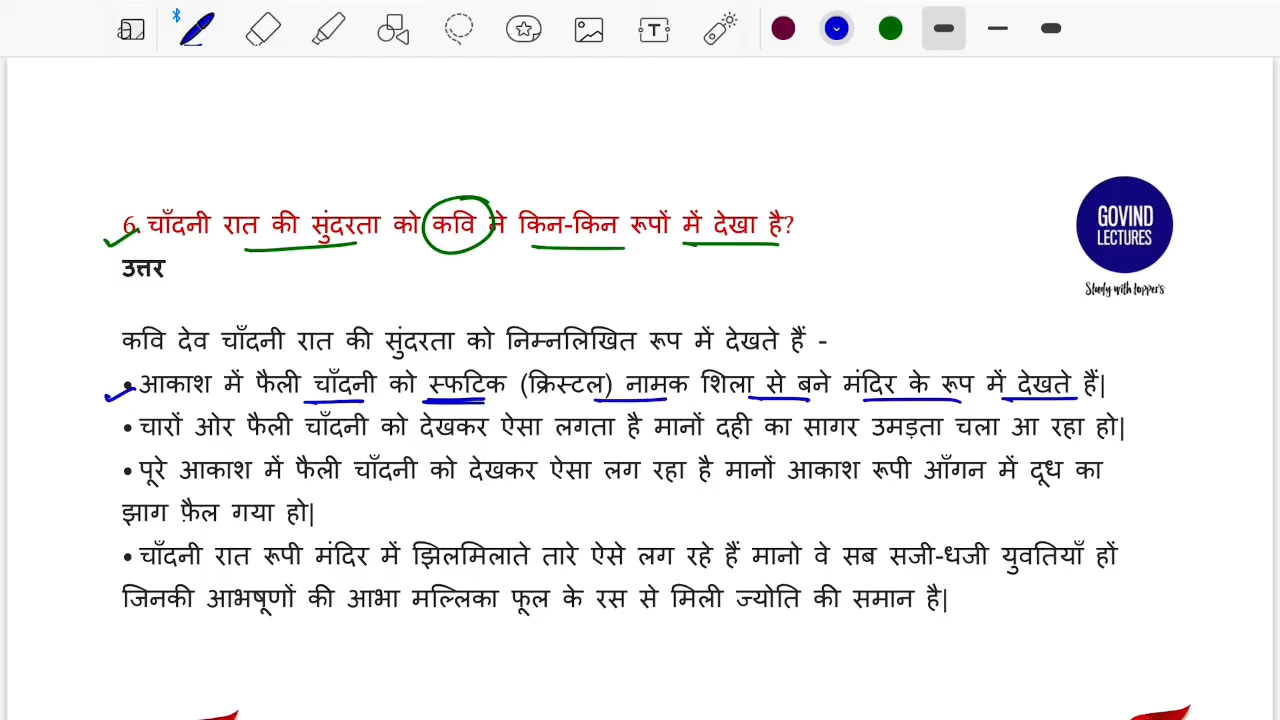 6. चाँदनी रात की सुंदरता को कवि ने किन-किन रूपों में देखा है?
GOVIND
LECTURES
Study with topper's
उत्तर
कवि देव चाँदनी रात की सुंदरता को निम्नलिखित रूप में देखते हैं -
• आकाश में फैली चाँदनी को स्फटिक (क्रिस्टल) नामक शिला से बने मंदिर के रूप में देखते हैं|
• चारों ओर फैली चाँदनी को देखकर ऐसा लगता है मानों दही का सागर उमड़ता चला आ रहा हो|
• पूरे आकाश में फैली चाँदनी को देखकर ऐसा लग रहा है मानों आकाश रूपी आँगन में दूध का
झाग फ़ैल गया हो|
• चाँदनी रात रूपी मंदिर में झिलमिलाते तारे ऐसे लग रहे हैं मानो वे सब सजी-धजी युवतियाँ हों
जिनकी आभषूणों की आभा मल्लिका फूल के रस से मिली ज्योति की समान है|